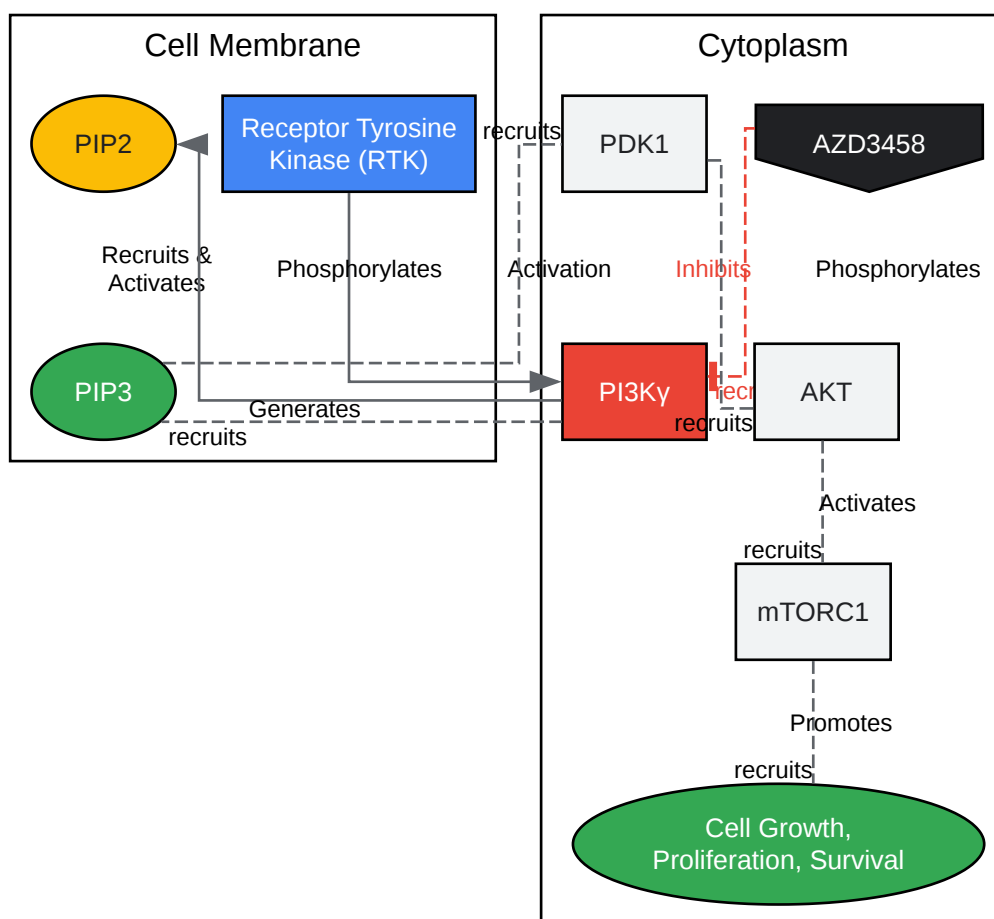 Cell Membrane
Cytoplasm
PIP2
Receptor Tyrosine
Kinase (RTK)
recruits
PDK1
AZD3458
Recruits &
Activates
Phosphorylates
Activation
Inhibits
Phosphorylates
PIP3
PI3Kγ
AKT
recr
Generates
recruits
recruits
Activates
recruits
mTORC1
Promotes
recruits
Cell Growth,
Proliferation, Survival